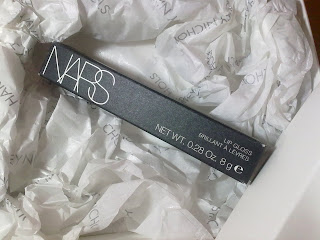 NARS
LIP GLOSS
BRILLANT À LÈVRES
NET WT. 0.28 Oz. 8 g ℮